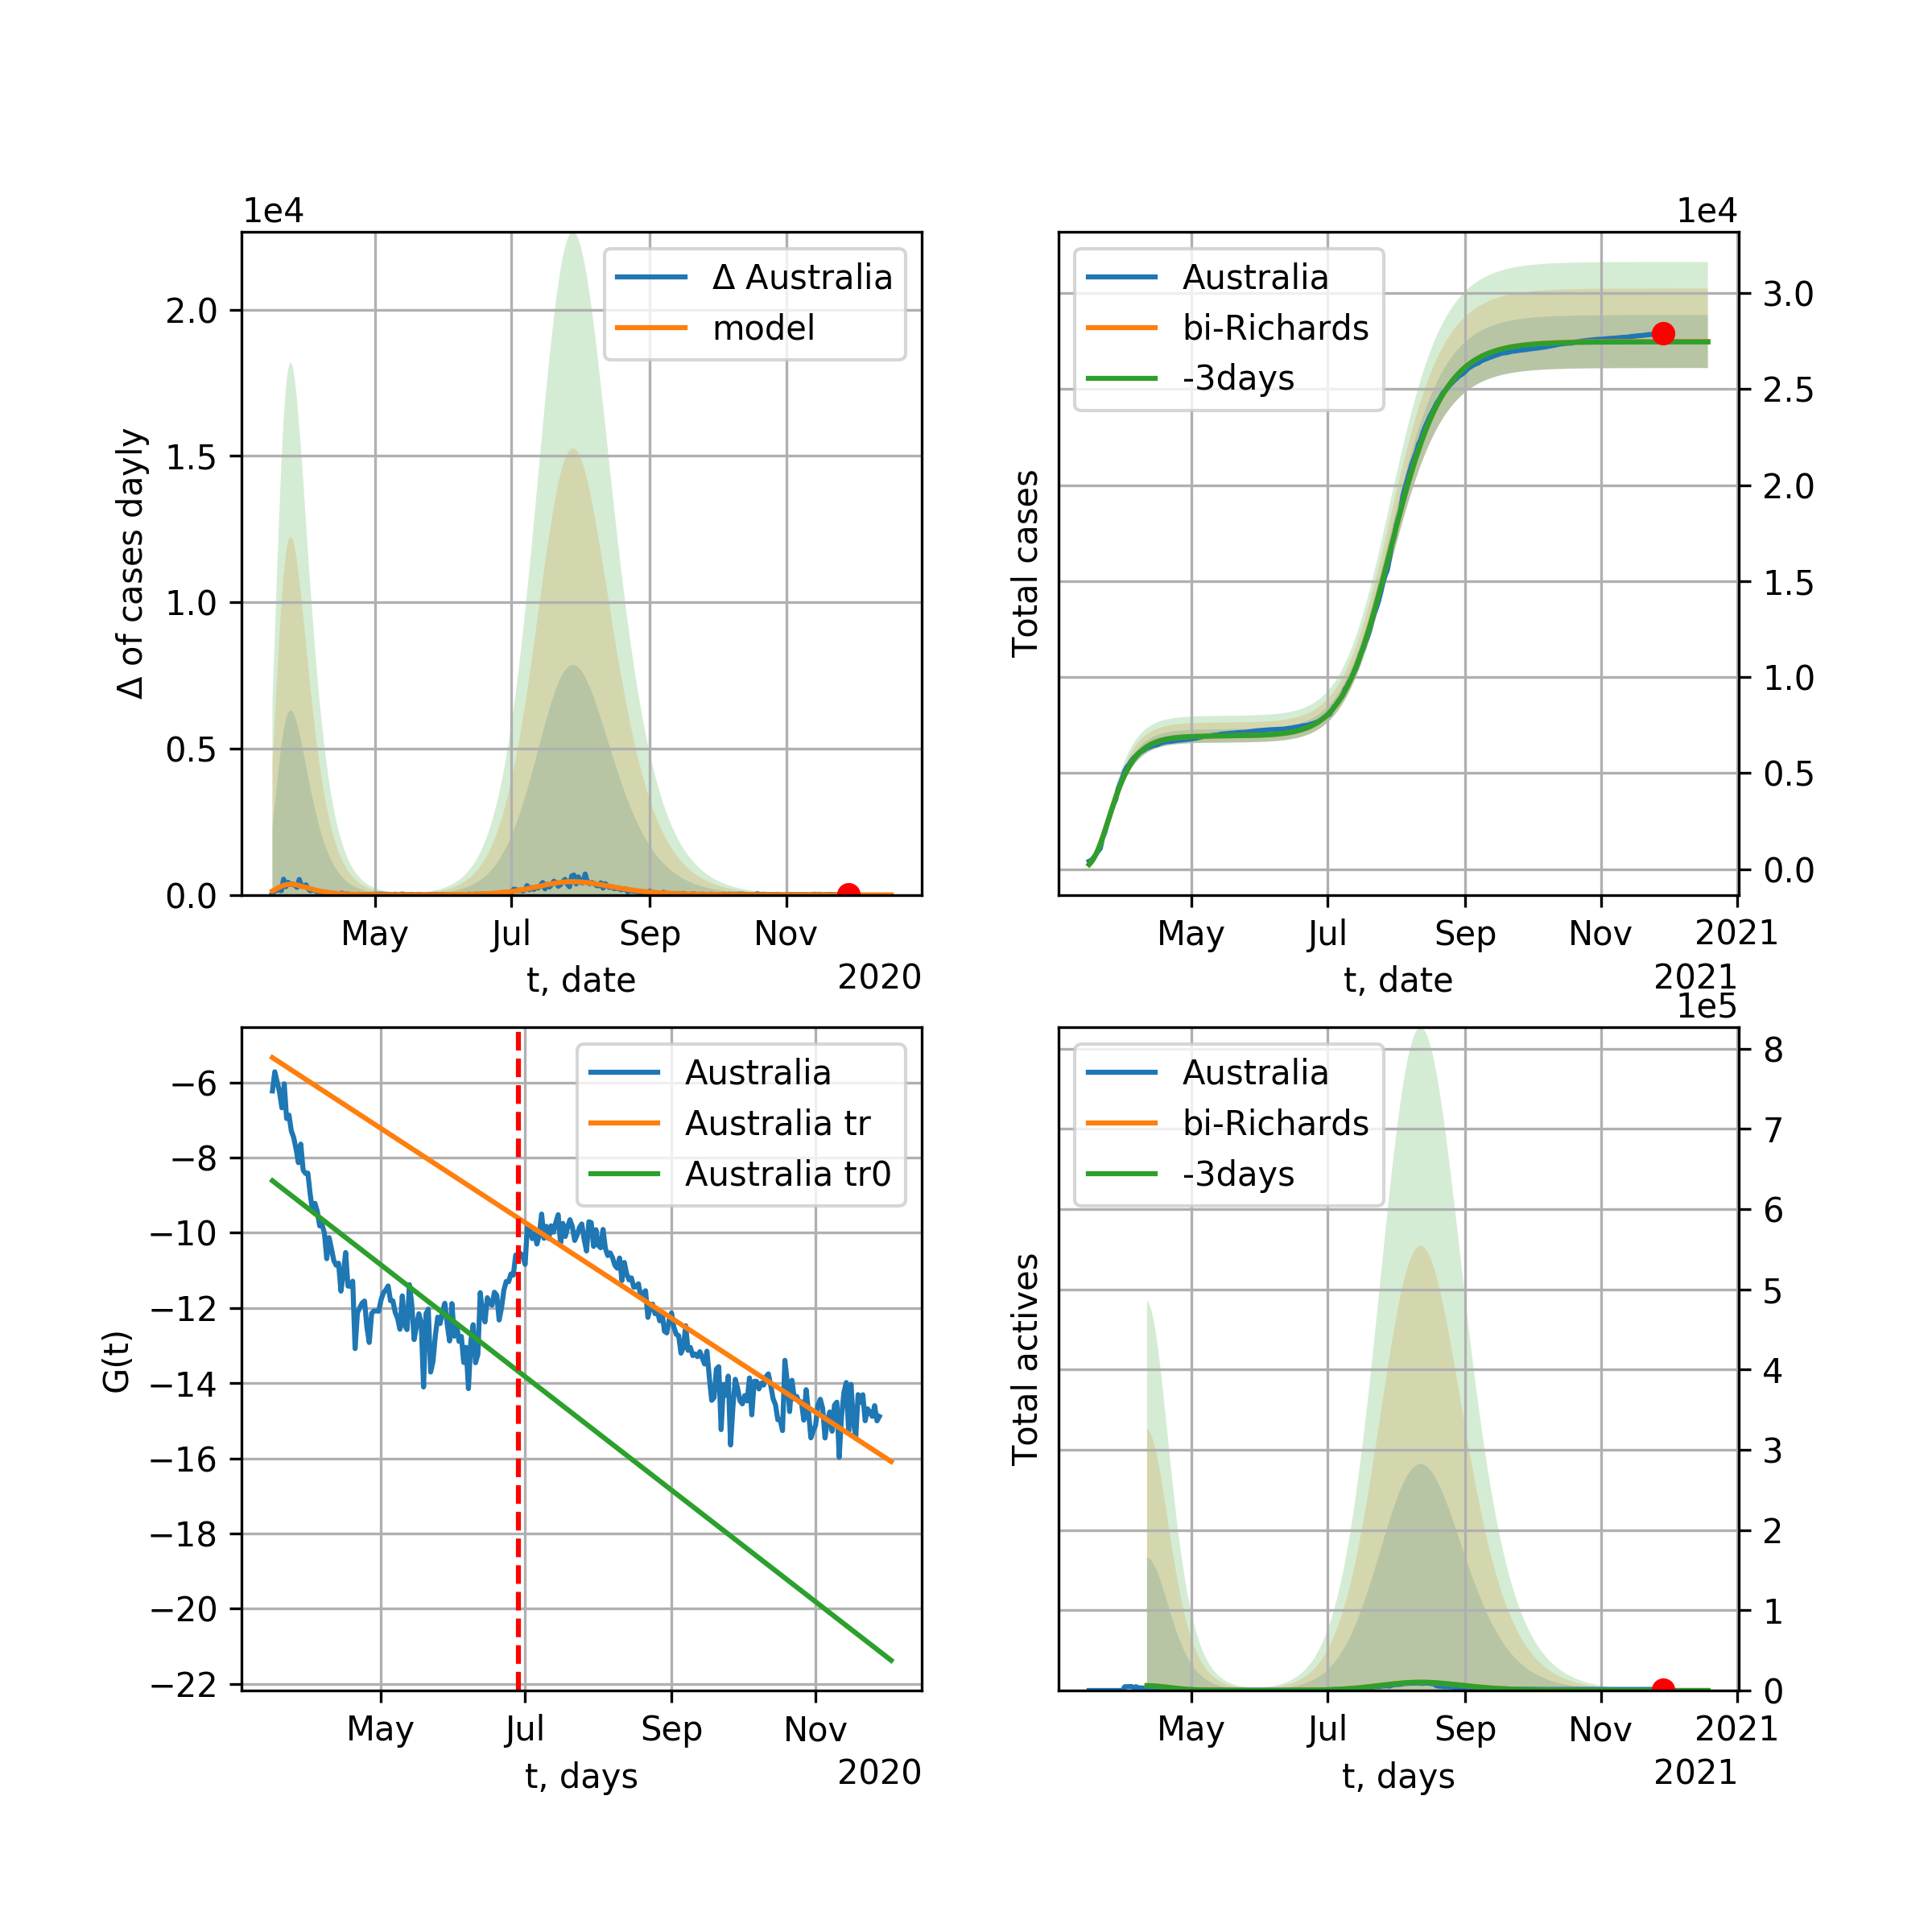 1e4
2.0
1.5
1.0
0.5
0.0
Δ of cases dayly
Δ Australia
model
May
Jul
Sep
Nov
t, date
2020
1e4
Australia
bi-Richards
-3days
Total cases
3.0
2.5
2.0
1.5
1.0
0.5
0.0
May
Jul
Sep
Nov
2021
t, date
2021
−6
−8
−10
−12
−14
−16
−18
−20
−22
G(t)
Australia
Australia tr
Australia tr0
May
Jul
Sep
Nov
t, days
2020
1e5
Australia
bi-Richards
-3days
Total actives
8
7
6
5
4
3
2
1
0
May
Jul
Sep
Nov
2021
t, days
2021